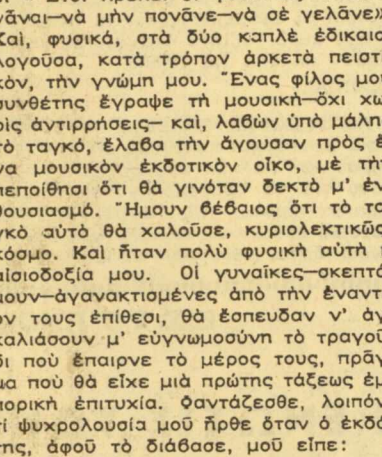 νᾶναι—νὰ μὴν πονᾶνε—νὰ σὲ γελᾶνε»
Καί, φυσικά, στὰ δύο καπλὲ ἐδικαιο
λογοῦσα, κατὰ τρόπον ἀρκετὰ πειστι
κόν, τὴν γνώμη μου. Ἕνας φίλος μου
συνθέτης ἔγραψε τὴ μουσική—ὄχι χω
ρὶς ἀντιρρήσεις— καί, λαβὼν ὑπὸ μάλης
τὸ ταγκό, ἔλαβα τὴν ἄγουσαν πρὸς ἕ
να μουσικὸν ἐκδοτικὸν οἶκο, μὲ τὴν
πεποίθησι ὅτι θὰ γινόταν δεκτὸ μ' ἐν
θουσιασμό. Ἤμουν βέβαιος ὅτι τὸ τα
γκὸ αὐτὸ θὰ χαλοῦσε, κυριολεκτικῶς
κόσμο. Καὶ ἦταν πολὺ φυσικὴ αὐτὴ ἡ
αἰσιοδοξία μου. Οἱ γυναῖκες—σκεπτό
μουν—ἀγανακτισμένες ἀπὸ τὴν ἐναντί
ον τους ἐπίθεσι, θὰ ἔσπευδαν ν' ἀγ
καλιάσουν μ' εὐγνωμοσύνη τὸ τραγού
δι ποὺ ἔπαιρνε τὸ μέρος τους, πρᾶγ
μα ποὺ θὰ εἶχε μιὰ πρώτης τάξεως ἐμ
πορικὴ ἐπιτυχία. Φαντάζεσθε, λοιπόν
τί ψυχρολουσία μοῦ ἦρθε ὅταν ὁ ἐκδό
της, ἀφοῦ τὸ διάβασε, μοῦ εἶπε: